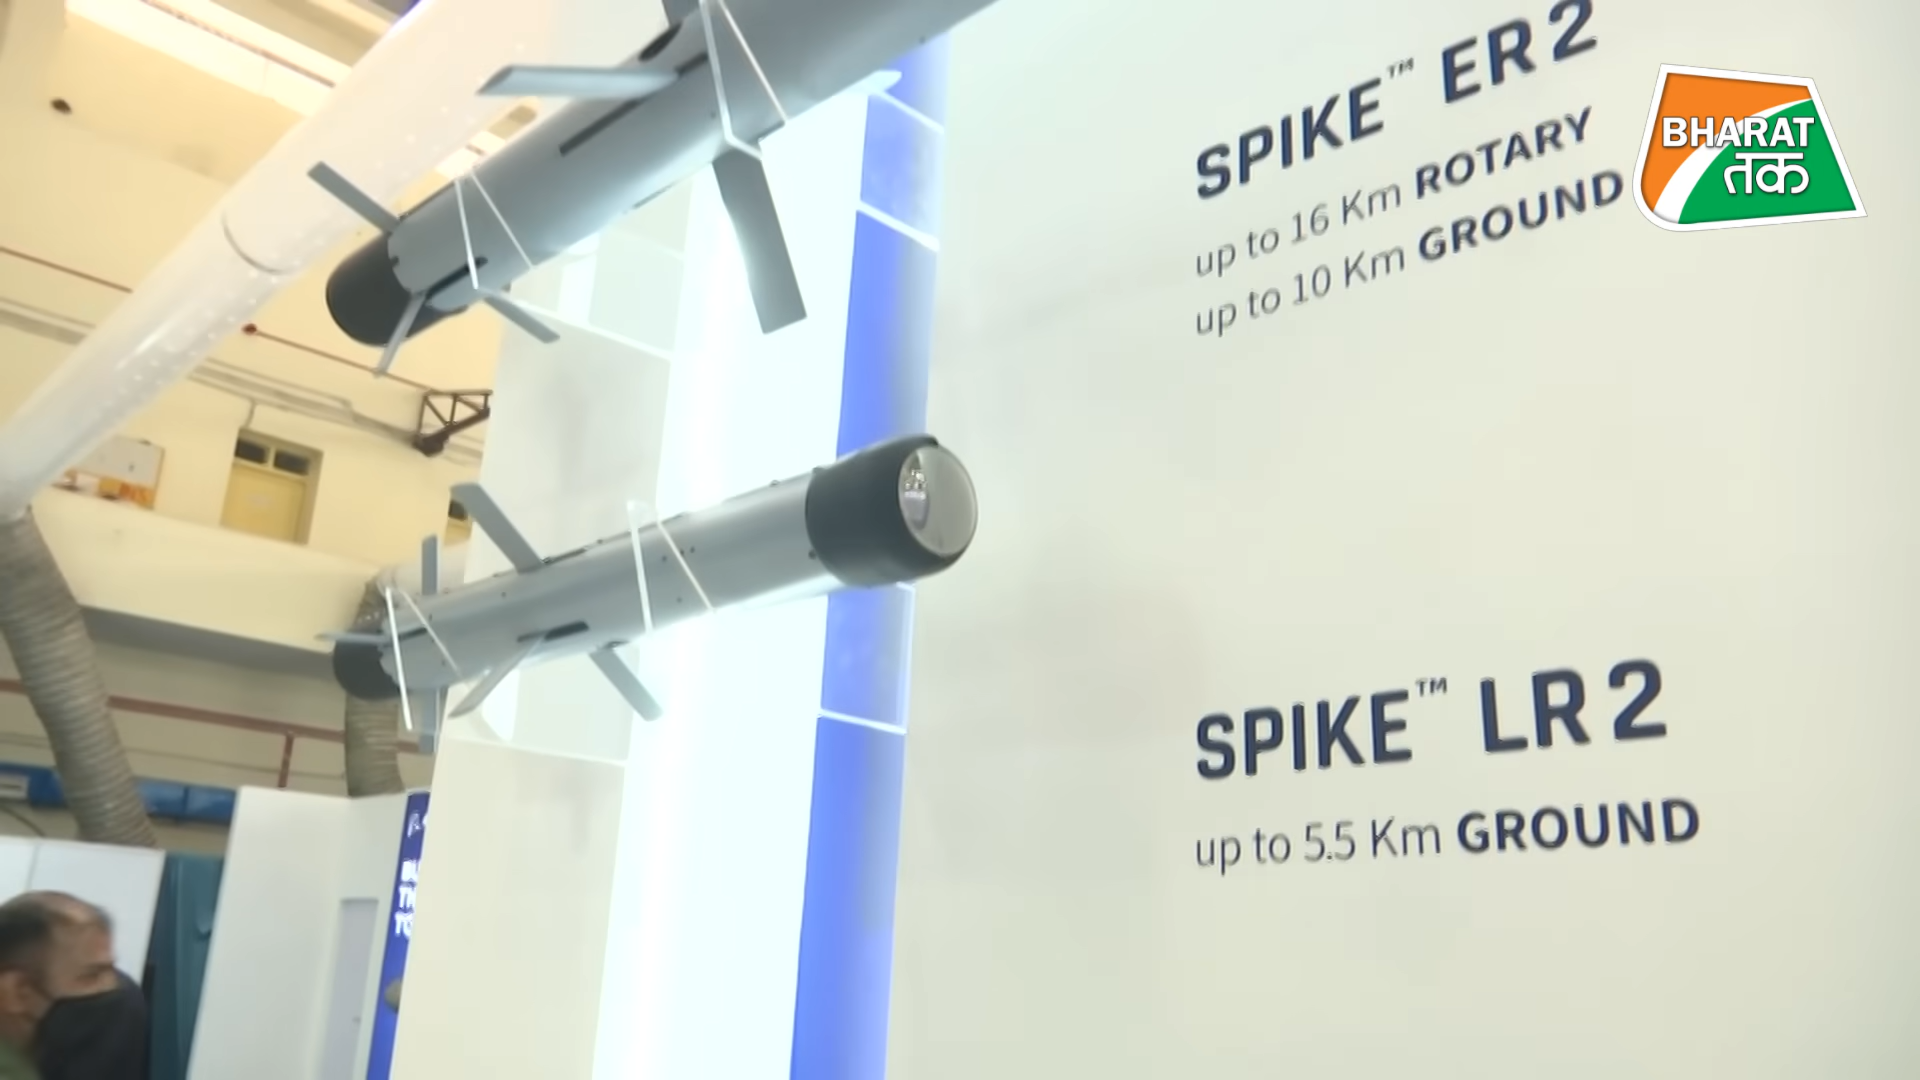 SPIKE™ ER 2
up to 16 Km ROTARY
up to 10 Km GROUND
BHARAT
तक
SPIKE™ LR 2
up to 5.5 Km GROUND